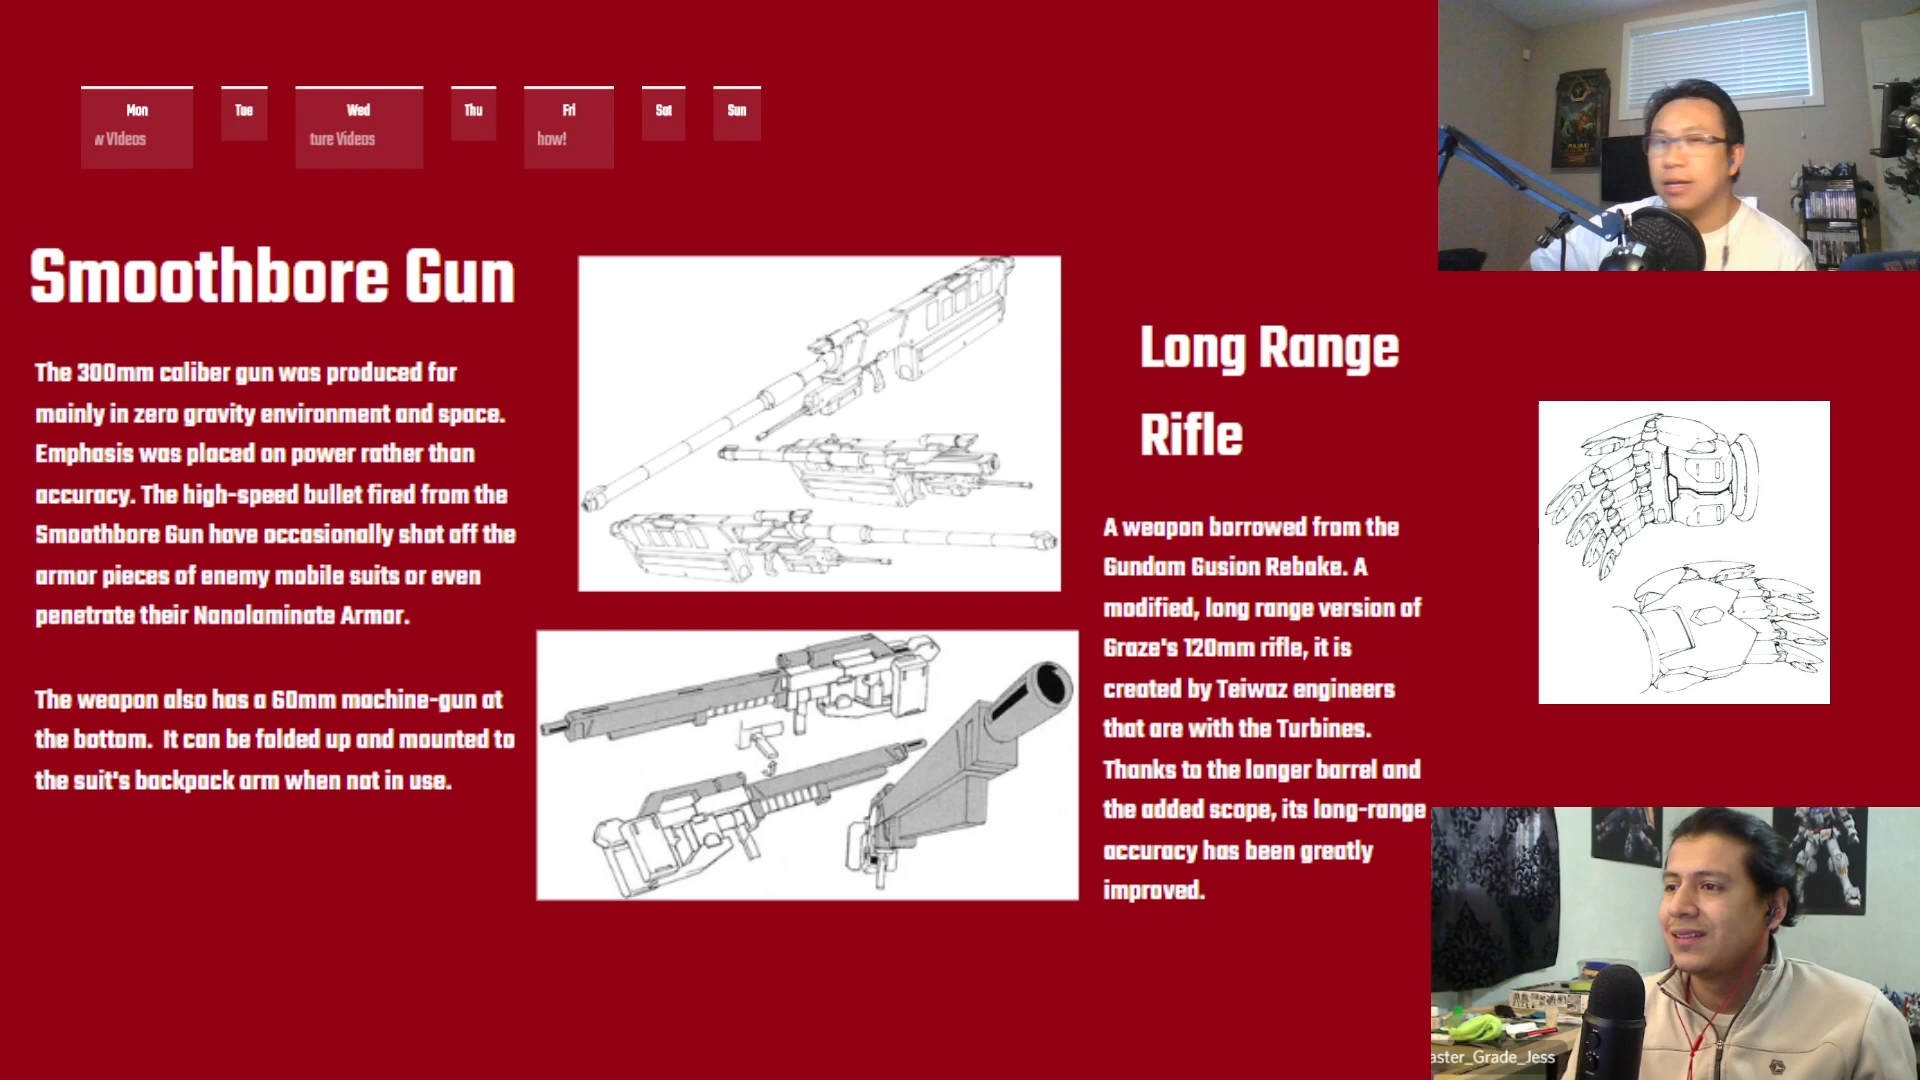 Mon
w Videos
Tue
Wed
ture Videos
Thu
Fri
how!
Sat
Sun
Smoothbore Gun
The 300mm caliber gun was produced for
mainly in zero gravity environment and space.
Emphasis was placed on power rather than
accuracy. The high-speed bullet fired from the
Smoothbore Gun have occasionally shot off the
armor pieces of enemy mobile suits or even
penetrate their Nanolaminate Armor.
The weapon also has a 60mm machine-gun at
the bottom. It can be folded up and mounted to
the suit's backpack arm when not in use.
Long Range
Rifle
A weapon borrowed from the
Gundam Gusion Rebake. A
modified, long range version of
Graze's 120mm rifle, it is
created by Teiwaz engineers
that are with the Turbines.
Thanks to the longer barrel and
the added scope, its long-range
accuracy has been greatly
improved.
aster_Grade_Jess